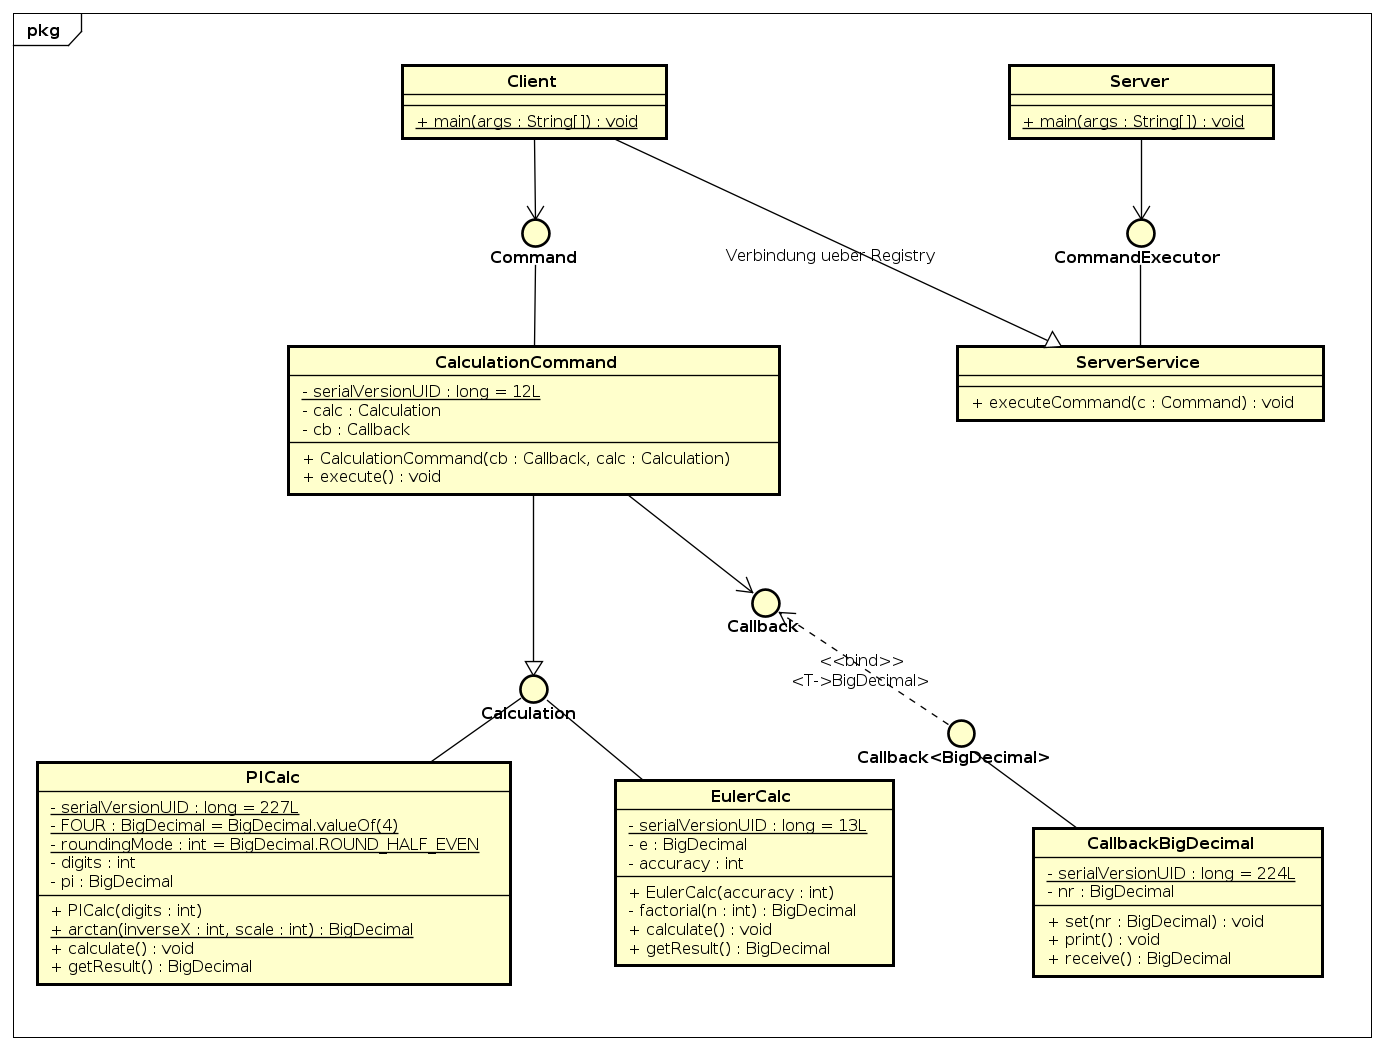 pkg
Client
+ main(args : String[]) : void
Server
+ main(args : String[]) : void
Command
Verbindung ueber Registry
CommandExecutor
CalculationCommand
- serialVersionUID : long = 12L
- calc : Calculation
- cb : Callback
+ CalculationCommand(cb : Callback, calc : Calculation)
+ execute() : void
ServerService
+ executeCommand(c : Command) : void
Callback
<<bind>>
<T->BigDecimal>
Calculation
Callback<BigDecimal>
PICalc
- serialVersionUID : long = 227L
- FOUR : BigDecimal = BigDecimal.valueOf(4)
- roundingMode : int = BigDecimal.ROUND_HALF_EVEN
- digits : int
- pi : BigDecimal
+ PICalc(digits : int)
+ arctan(inverseX : int, scale : int) : BigDecimal
+ calculate() : void
+ getResult() : BigDecimal
EulerCalc
- serialVersionUID : long = 13L
- e : BigDecimal
- accuracy : int
+ EulerCalc(accuracy : int)
- factorial(n : int) : BigDecimal
+ calculate() : void
+ getResult() : BigDecimal
CallbackBigDecimal
- serialVersionUID : long = 224L
- nr : BigDecimal
+ set(nr : BigDecimal) : void
+ print() : void
+ receive() : BigDecimal